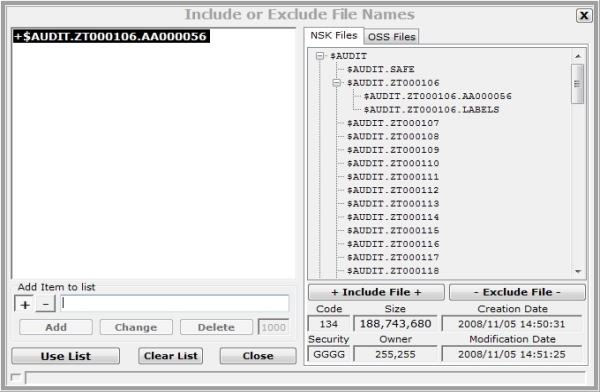 Include or Exclude File Names
X
+$AUDIT.ZT000106.AA000056
NSK Files OSS Files
$AUDIT
$AUDIT.SAFE
$AUDIT.ZT000106
$AUDIT.ZT000106.AA000056
$AUDIT.ZT000106.LABELS
$AUDIT.ZT000107
$AUDIT.ZT000108
$AUDIT.ZT000109
$AUDIT.ZT000110
$AUDIT.ZT000111
$AUDIT.ZT000112
$AUDIT.ZT000113
$AUDIT.ZT000114
$AUDIT.ZT000115
$AUDIT.ZT000116
$AUDIT.ZT000117
$AUDIT.ZT000118
Add Item to list
+ -
Add Change Delete 1000
Use List Clear List Close
+ Include File + - Exclude File -
Code Size Creation Date
134 188,743,680 2008/11/05 14:50:31
Security Owner Modification Date
GGGG 255,255 2008/11/05 14:51:25